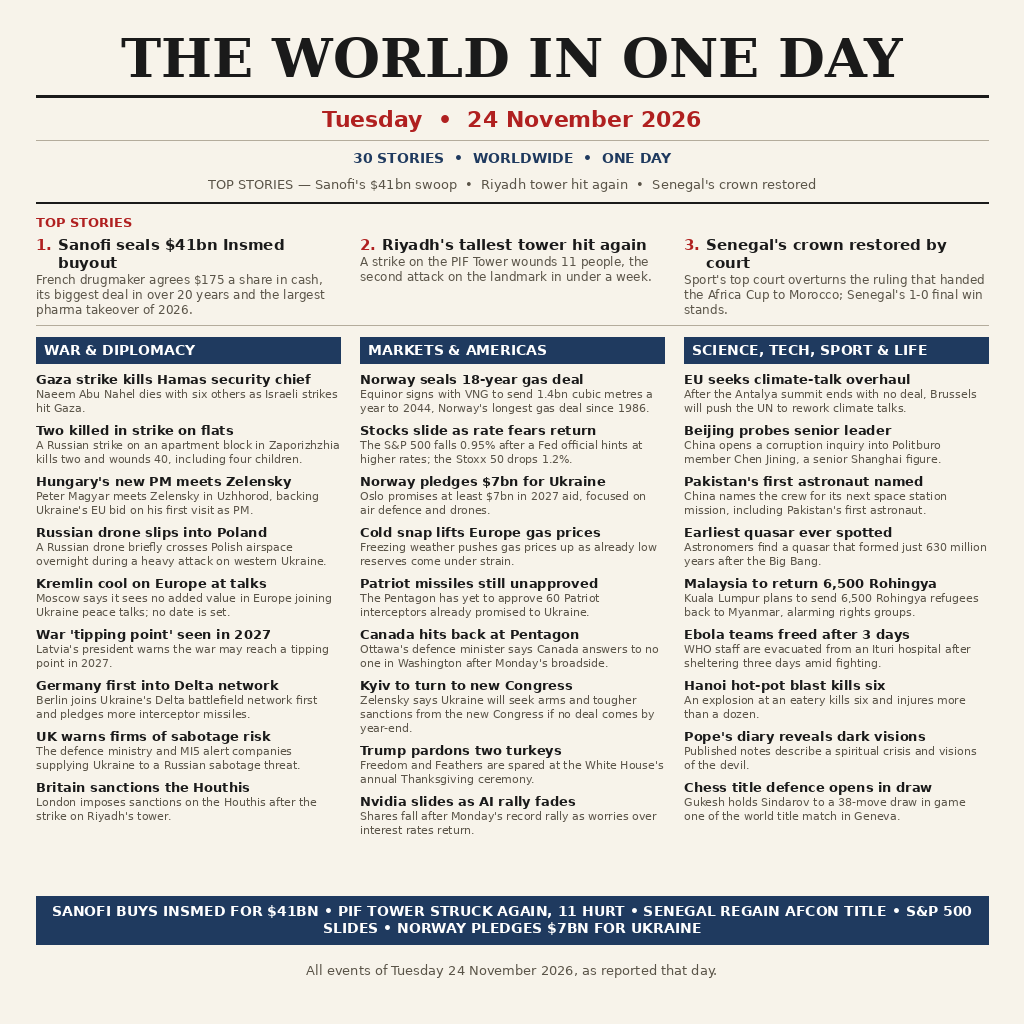 THE WORLD IN ONE DAY
Tuesday • 24 November 2026
30 STORIES • WORLDWIDE • ONE DAY
TOP STORIES — Sanofi's $41bn swoop • Riyadh tower hit again • Senegal's crown restored
TOP STORIES
1. Sanofi seals $41bn Insmed
buyout
French drugmaker agrees $175 a share in cash,
its biggest deal in over 20 years and the largest
pharma takeover of 2026.
2. Riyadh's tallest tower hit again
A strike on the PIF Tower wounds 11 people, the
second attack on the landmark in under a week.
3. Senegal's crown restored by
court
Sport's top court overturns the ruling that handed
the Africa Cup to Morocco; Senegal's 1-0 final win
stands.
WAR & DIPLOMACY
Gaza strike kills Hamas security chief
Naeem Abu Nahel dies with six others as Israeli strikes
hit Gaza.
Two killed in strike on flats
A Russian strike on an apartment block in Zaporizhzhia
kills two and wounds 40, including four children.
Hungary's new PM meets Zelensky
Peter Magyar meets Zelensky in Uzhhorod, backing
Ukraine's EU bid on his first visit as PM.
Russian drone slips into Poland
A Russian drone briefly crosses Polish airspace
overnight during a heavy attack on western Ukraine.
Kremlin cool on Europe at talks
Moscow says it sees no added value in Europe joining
Ukraine peace talks; no date is set.
War 'tipping point' seen in 2027
Latvia's president warns the war may reach a tipping
point in 2027.
Germany first into Delta network
Berlin joins Ukraine's Delta battlefield network first
and pledges more interceptor missiles.
UK warns firms of sabotage risk
The defence ministry and MI5 alert companies
supplying Ukraine to a Russian sabotage threat.
Britain sanctions the Houthis
London imposes sanctions on the Houthis after the
strike on Riyadh's tower.
MARKETS & AMERICAS
Norway seals 18-year gas deal
Equinor signs with VNG to send 1.4bn cubic metres a
year to 2044, Norway's longest gas deal since 1986.
Stocks slide as rate fears return
The S&P 500 falls 0.95% after a Fed official hints at
higher rates; the Stoxx 50 drops 1.2%.
Norway pledges $7bn for Ukraine
Oslo promises at least $7bn in 2027 aid, focused on
air defence and drones.
Cold snap lifts Europe gas prices
Freezing weather pushes gas prices up as already low
reserves come under strain.
Patriot missiles still unapproved
The Pentagon has yet to approve 60 Patriot
interceptors already promised to Ukraine.
Canada hits back at Pentagon
Ottawa's defence minister says Canada answers to no
one in Washington after Monday's broadside.
Kyiv to turn to new Congress
Zelensky says Ukraine will seek arms and tougher
sanctions from the new Congress if no deal comes by
year-end.
Trump pardons two turkeys
Freedom and Feathers are spared at the White House's
annual Thanksgiving ceremony.
Nvidia slides as AI rally fades
Shares fall after Monday's record rally as worries over
interest rates return.
SCIENCE, TECH, SPORT & LIFE
EU seeks climate-talk overhaul
After the Antalya summit ends with no deal, Brussels
will push the UN to rework climate talks.
Beijing probes senior leader
China opens a corruption inquiry into Politburo
member Chen Jining, a senior Shanghai figure.
Pakistan's first astronaut named
China names the crew for its next space station
mission, including Pakistan's first astronaut.
Earliest quasar ever spotted
Astronomers find a quasar that formed just 630 million
years after the Big Bang.
Malaysia to return 6,500 Rohingya
Kuala Lumpur plans to send 6,500 Rohingya refugees
back to Myanmar, alarming rights groups.
Ebola teams freed after 3 days
WHO staff are evacuated from an Ituri hospital after
sheltering three days amid fighting.
Hanoi hot-pot blast kills six
An explosion at an eatery kills six and injures more
than a dozen.
Pope's diary reveals dark visions
Published notes describe a spiritual crisis and visions
of the devil.
Chess title defence opens in draw
Gukesh holds Sindarov to a 38-move draw in game
one of the world title match in Geneva.
SANOFI BUYS INSMED FOR $41BN • PIF TOWER STRUCK AGAIN, 11 HURT • SENEGAL REGAIN AFCON TITLE • S&P 500
SLIDES • NORWAY PLEDGES $7BN FOR UKRAINE
All events of Tuesday 24 November 2026, as reported that day.